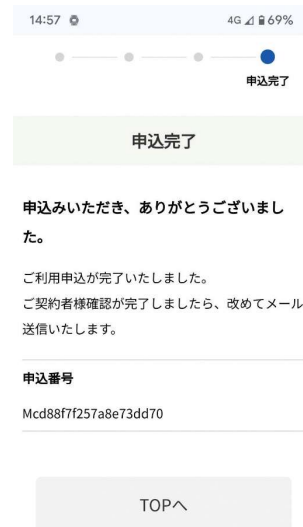 14:57 4G 69%
申込完了
申込完了
申込みいただき、ありがとうございまし
た。
ご利用申込が完了いたしました。
ご契約者様確認が完了しましたら、改めてメール
送信いたします。
申込番号
Mcd88f7f257a8e73dd70
TOPへ